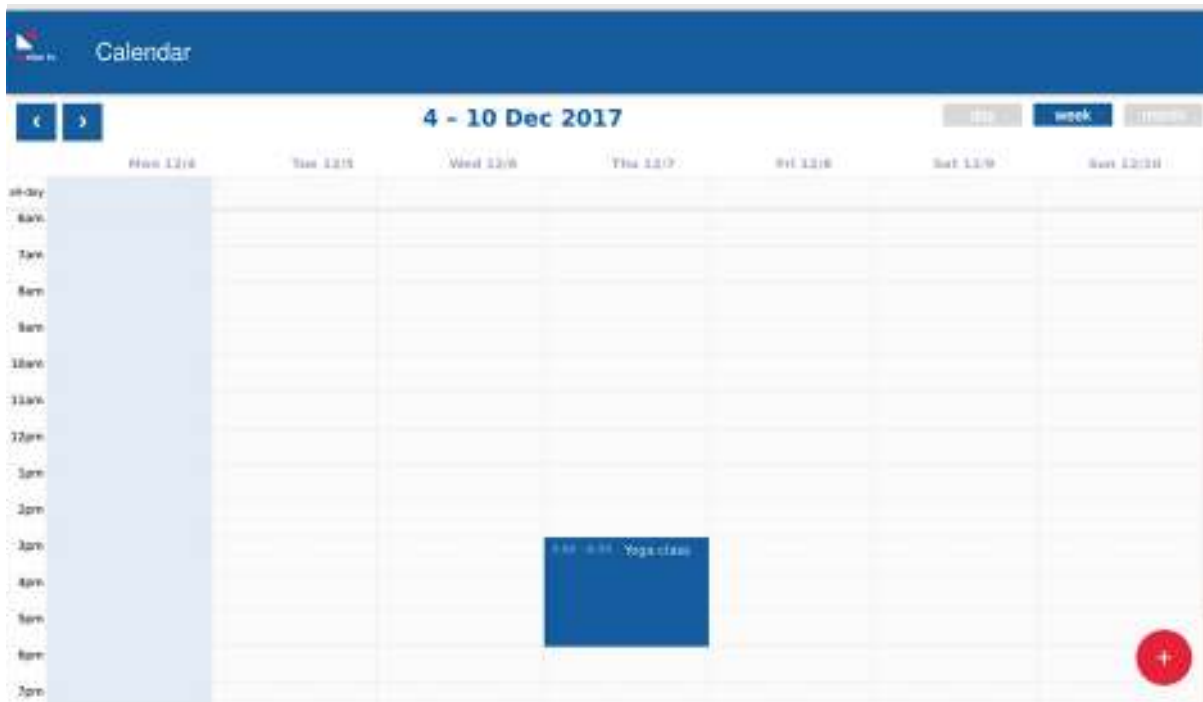 Calendar
4 – 10 Dec 2017
day week month
Mon 12/4 Tue 12/5 Wed 12/6 Thu 12/7 Fri 12/8 Sat 12/9 Sun 12/10
all-day
6am
7am
8am
9am
10am
11am
12pm
1pm
2pm
3pm
Yoga class
4pm
5pm
6pm
7pm